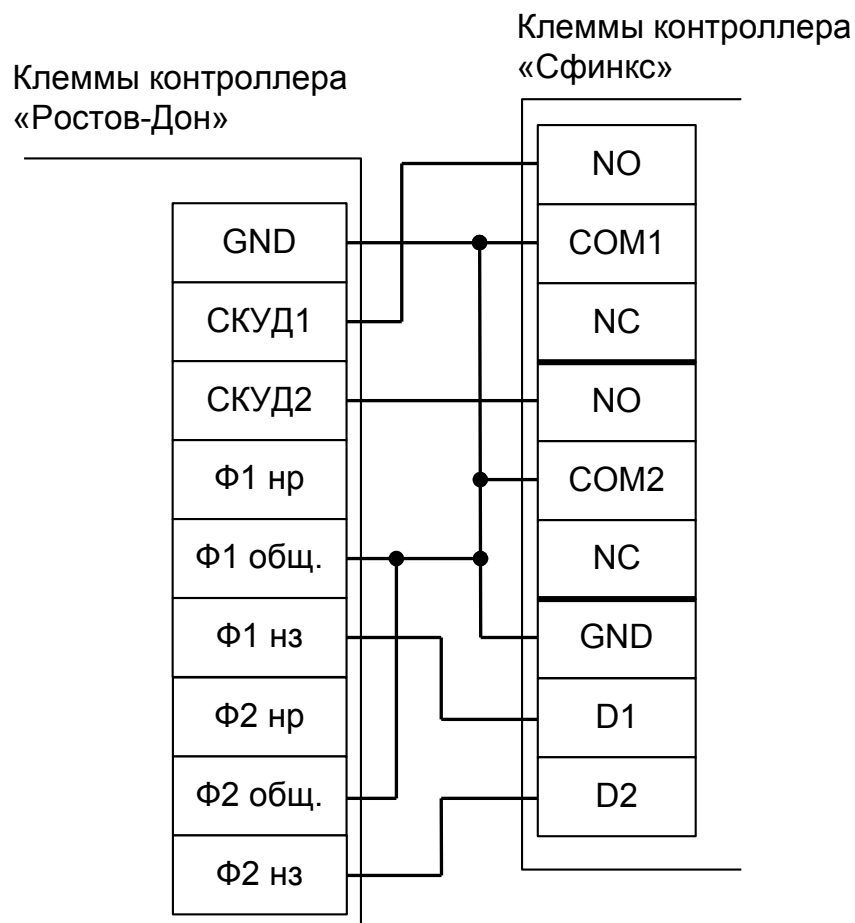 Клеммы контроллера
«Сфинкс»
Клеммы контроллера
«Ростов-Дон»
GND
СКУД1
СКУД2
Ф1 нр
Ф1 общ.
Ф1 нз
Ф2 нр
Ф2 общ.
Ф2 нз
NO
COM1
NC
NO
COM2
NC
GND
D1
D2